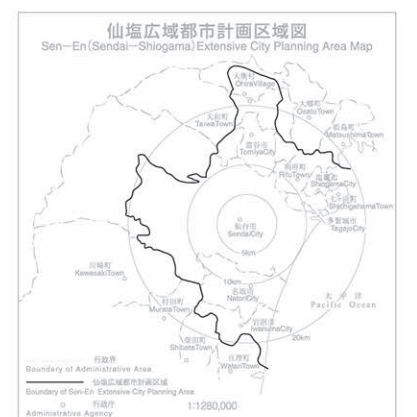 仙塩広域都市計画区域図
Sen-En(Sendai-Shiogama)Extensive City Planning Area Map
大衡村
OhiraVillage
大郷町
OsatoTown
大和町
TaiwaTown
松島町
MatsushimaTown
富谷市
TomiyaCity
利府町
RifuTown
塩竈市
ShiogamaCity
七ヶ浜町
ShichigahamaTown
多賀城市
TagajoCity
仙台市
SendaiCity
5km
川崎町
KawasakiTown
10km
名取市
NatoriCity
太平洋
Pacific Ocean
村田町
MurataTown
岩沼市
IwanumaCity
20km
柴田町
ShibataTown
亘理町
WatariTown
行政界
Boundary of Administrative Area
仙塩広域都市計画区域
Boundary of Sen-En Extensive City Planning Area
行政庁
Administrative Agency
1:1280,000